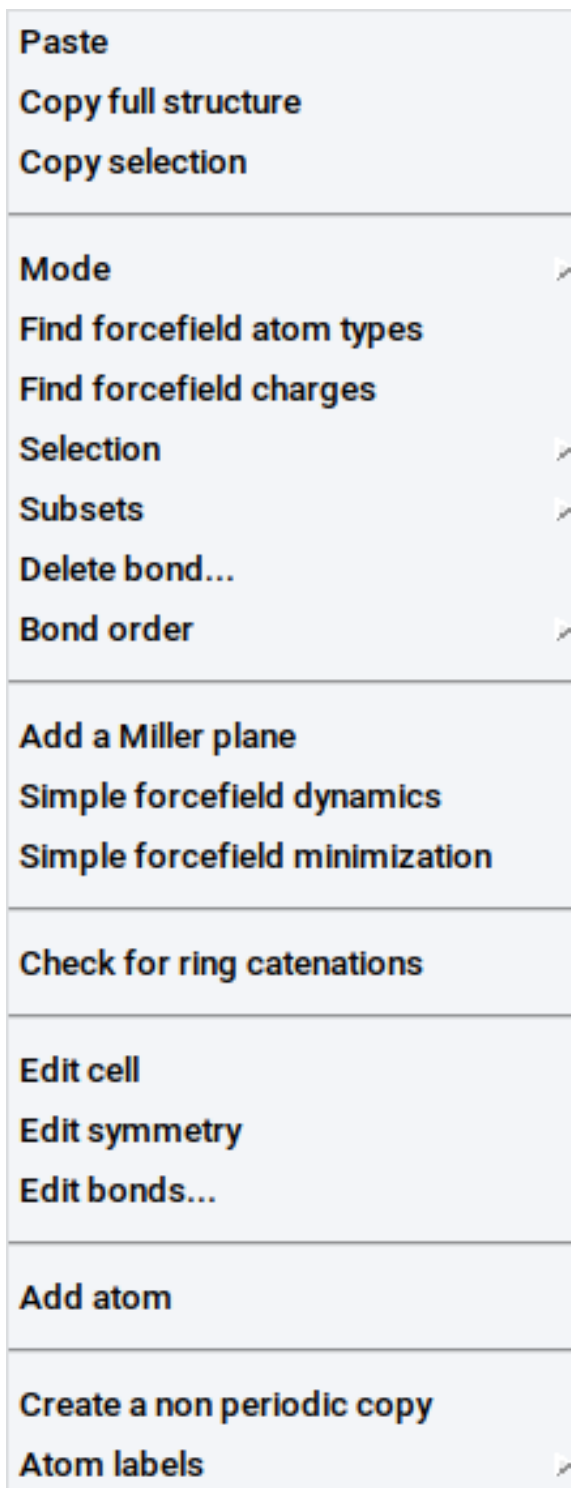 Paste
Copy full structure
Copy selection
Mode
Find forcefield atom types
Find forcefield charges
Selection
Subsets
Delete bond...
Bond order
Add a Miller plane
Simple forcefield dynamics
Simple forcefield minimization
Check for ring catenations
Edit cell
Edit symmetry
Edit bonds...
Add atom
Create a non periodic copy
Atom labels